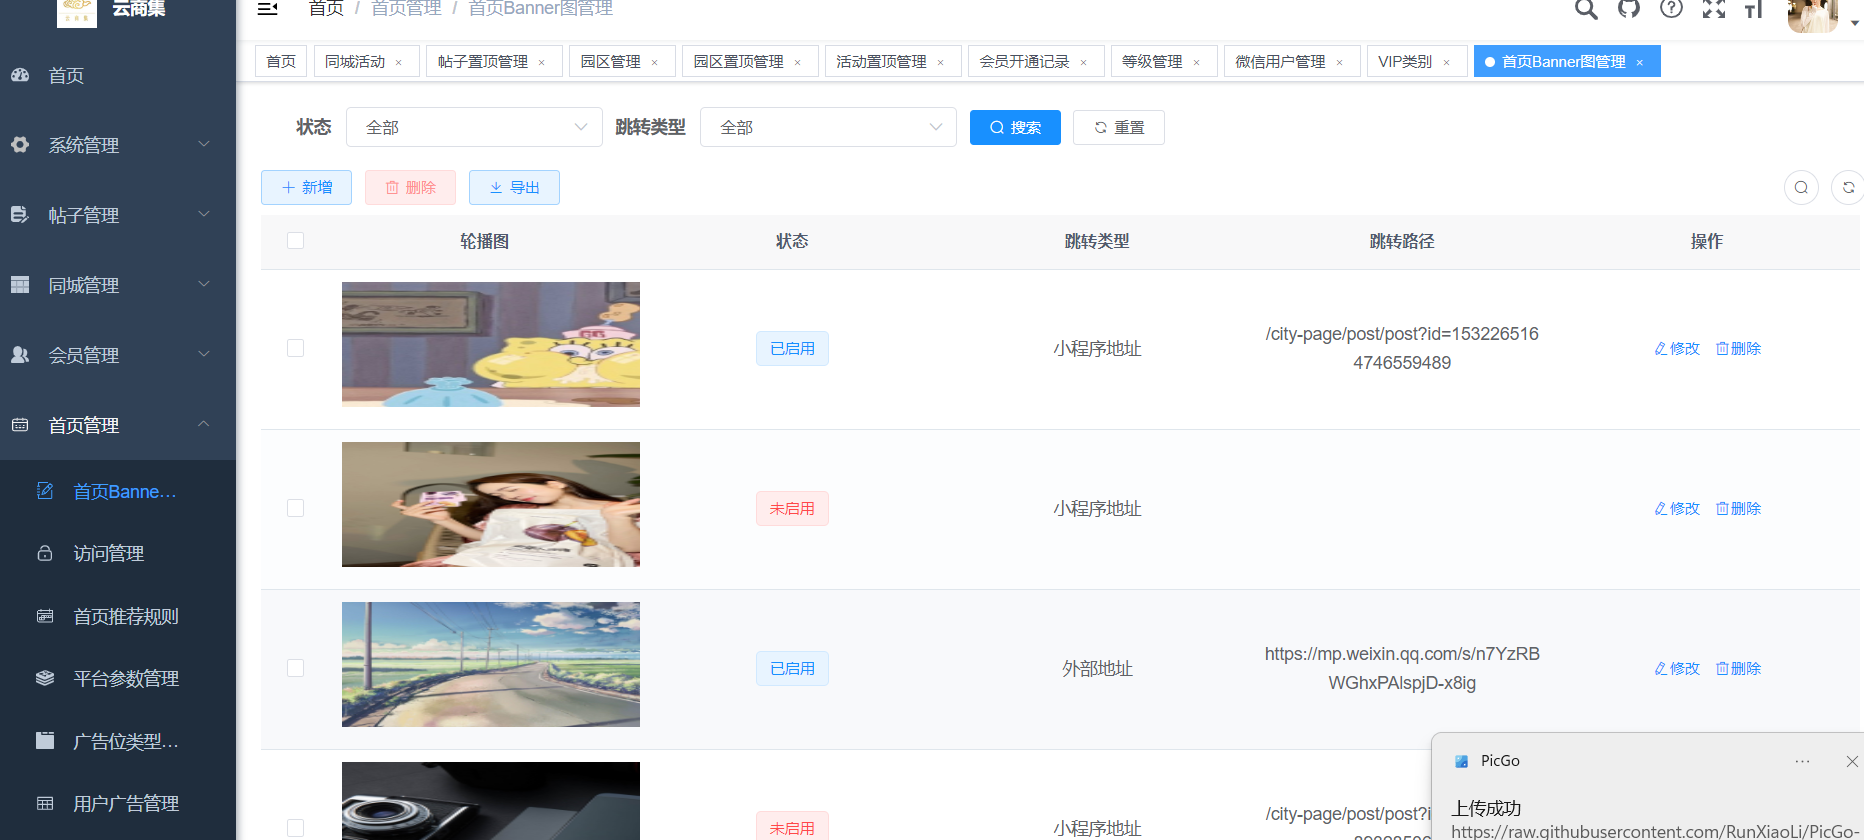 云商集
首页 / 首页管理 / 首页Banner图管理
首页
同城活动 ×
帖子置顶管理 ×
园区管理 ×
园区置顶管理 ×
活动置顶管理 ×
会员开通记录 ×
等级管理 ×
微信用户管理 ×
VIP类别 ×
首页Banner图管理 ×
首页
系统管理
帖子管理
同城管理
会员管理
首页管理
首页Banne...
访问管理
首页推荐规则
平台参数管理
广告位类型...
用户广告管理
状态 全部 跳转类型 全部 搜索 重置
新增 删除 导出
轮播图 状态 跳转类型 跳转路径 操作
已启用 小程序地址 /city-page/post/post?id=153226516
4746559489 修改 删除
未启用 小程序地址 修改 删除
已启用 外部地址 https://mp.weixin.qq.com/s/n7YzRB
WGhxPAlspjD-x8ig 修改 删除
未启用 小程序地址 /city-page/post/post?i
PicGo
上传成功
https://raw.githubusercontent.com/RunXiaoLi/PicGo-